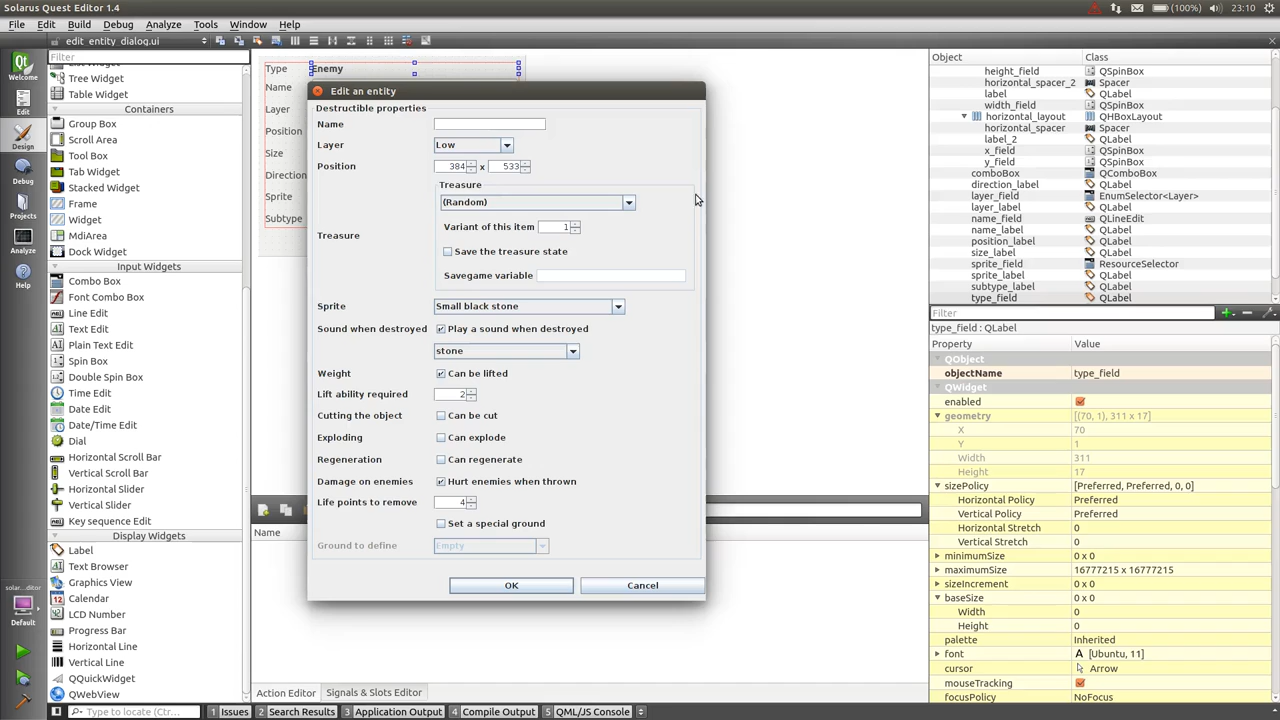 Solarus Quest Editor 1.4
(100%)
23:10
File Edit Build Debug Analyze Tools Window Help
edit_entity_dialog.ui
Welcome
Edit
Design
Debug
Projects
Analyze
Help
solar...ditor
Default
Filter
Tree Widget
Table Widget
Containers
Group Box
Scroll Area
Tool Box
Tab Widget
Stacked Widget
Frame
Widget
MdiArea
Dock Widget
Input Widgets
Combo Box
Font Combo Box
Line Edit
Text Edit
Plain Text Edit
Spin Box
Double Spin Box
Time Edit
Date Edit
Date/Time Edit
Dial
Horizontal Scroll Bar
Vertical Scroll Bar
Horizontal Slider
Vertical Slider
Key sequence Edit
Display Widgets
Label
Text Browser
Graphics View
Calendar
LCD Number
Progress Bar
Horizontal Line
Vertical Line
QQuickWidget
QWebView
Type Enemy
Name
Layer
Position
Size
Direction
Sprite
Subtype
Edit an entity
Destructible properties
Name
Layer Low
Position 384 x 533
Treasure
(Random)
Variant of this item 1
Treasure
Save the treasure state
Savegame variable
Sprite Small black stone
Sound when destroyed Play a sound when destroyed
stone
Weight Can be lifted
Lift ability required 2
Cutting the object Can be cut
Exploding Can explode
Regeneration Can regenerate
Damage on enemies Hurt enemies when thrown
Life points to remove 4
Set a special ground
Ground to define Empty
OK Cancel
Name
Action Editor Signals & Slots Editor
Object Class
height_field QSpinBox
horizontal_spacer_2 Spacer
label QLabel
width_field QSpinBox
horizontal_layout QHBoxLayout
horizontal_spacer Spacer
label_2 QLabel
x_field QSpinBox
y_field QSpinBox
comboBox QComboBox
direction_label QLabel
layer_field EnumSelector<Layer>
layer_label QLabel
name_field QLineEdit
name_label QLabel
position_label QLabel
size_label QLabel
sprite_field ResourceSelector
sprite_label QLabel
subtype_label QLabel
type_field QLabel
Filter
type_field : QLabel
Property Value
QObject
objectName type_field
QWidget
enabled
geometry [(70, 1), 311 x 17]
X 70
Y 1
Width 311
Height 17
sizePolicy [Preferred, Preferred, 0, 0]
Horizontal Policy Preferred
Vertical Policy Preferred
Horizontal Stretch 0
Vertical Stretch 0
minimumSize 0 x 0
maximumSize 16777215 x 16777215
sizeIncrement 0 x 0
baseSize 0 x 0
Width 0
Height 0
palette Inherited
font A [Ubuntu, 11]
cursor Arrow
mouseTracking
focusPolicy NoFocus
Type to locate (Ctrl... 1 Issues 2 Search Results 3 Application Output 4 Compile Output 5 QML/JS Console